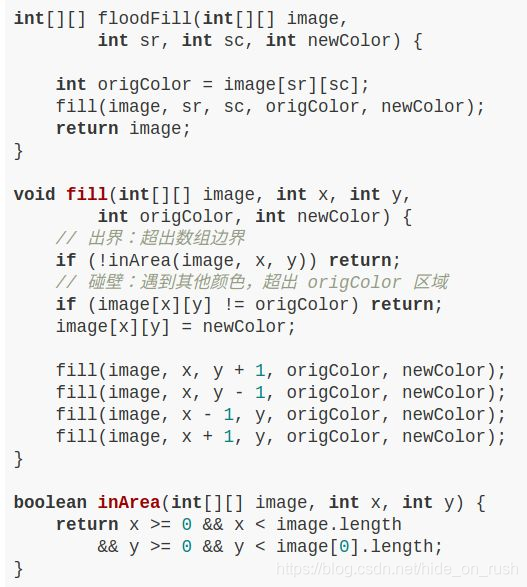 int[][] floodFill(int[][] image,
        int sr, int sc, int newColor) {

    int origColor = image[sr][sc];
    fill(image, sr, sc, origColor, newColor);
    return image;
}

void fill(int[][] image, int x, int y,
        int origColor, int newColor) {
    // 出界：超出数组边界
    if (!inArea(image, x, y)) return;
    // 碰壁：遇到其他颜色，超出 origColor 区域
    if (image[x][y] != origColor) return;
    image[x][y] = newColor;

    fill(image, x, y + 1, origColor, newColor);
    fill(image, x, y - 1, origColor, newColor);
    fill(image, x - 1, y, origColor, newColor);
    fill(image, x + 1, y, origColor, newColor);
}

boolean inArea(int[][] image, int x, int y) {
    return x >= 0 && x < image.length
        && y >= 0 && y < image[0].length;
}
https://blog.csdn.net/hide_on_rush